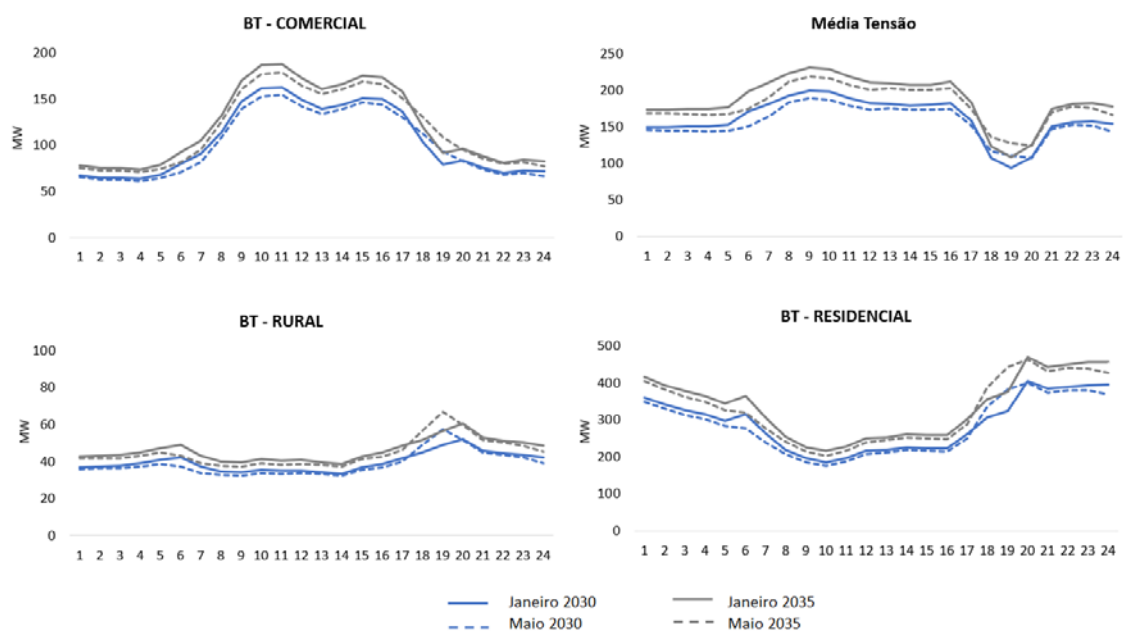 BT - COMERCIAL
200
150
100
50
0
MW
1 2 3 4 5 6 7 8 9 10 11 12 13 14 15 16 17 18 19 20 21 22 23 24
Média Tensão
250
200
150
100
50
0
MW
1 2 3 4 5 6 7 8 9 10 11 12 13 14 15 16 17 18 19 20 21 22 23 24
BT - RURAL
100
80
60
40
20
0
MW
1 2 3 4 5 6 7 8 9 10 11 12 13 14 15 16 17 18 19 20 21 22 23 24
BT - RESIDENCIAL
500
400
300
200
100
0
MW
1 2 3 4 5 6 7 8 9 10 11 12 13 14 15 16 17 18 19 20 21 22 23 24
Janeiro 2030
Janeiro 2035
Maio 2030
Maio 2035